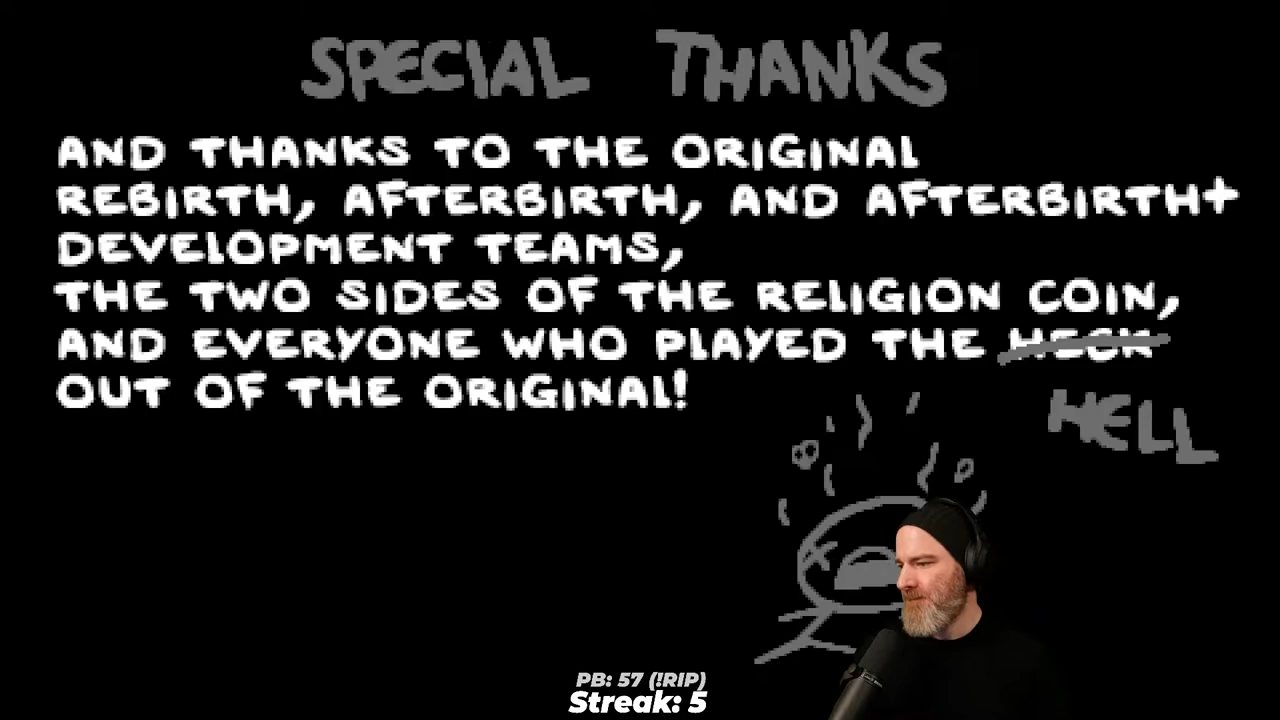 SPECIAL THANKS
AND THANKS TO THE ORIGINAL
REBIRTH, AFTERBIRTH, AND AFTERBIRTH+
DEVELOPMENT TEAMS,
THE TWO SIDES OF THE RELIGION COIN,
AND EVERYONE WHO PLAYED THE HECK
HELL
OUT OF THE ORIGINAL!
PB: 57 (!RIP)
Streak: 5